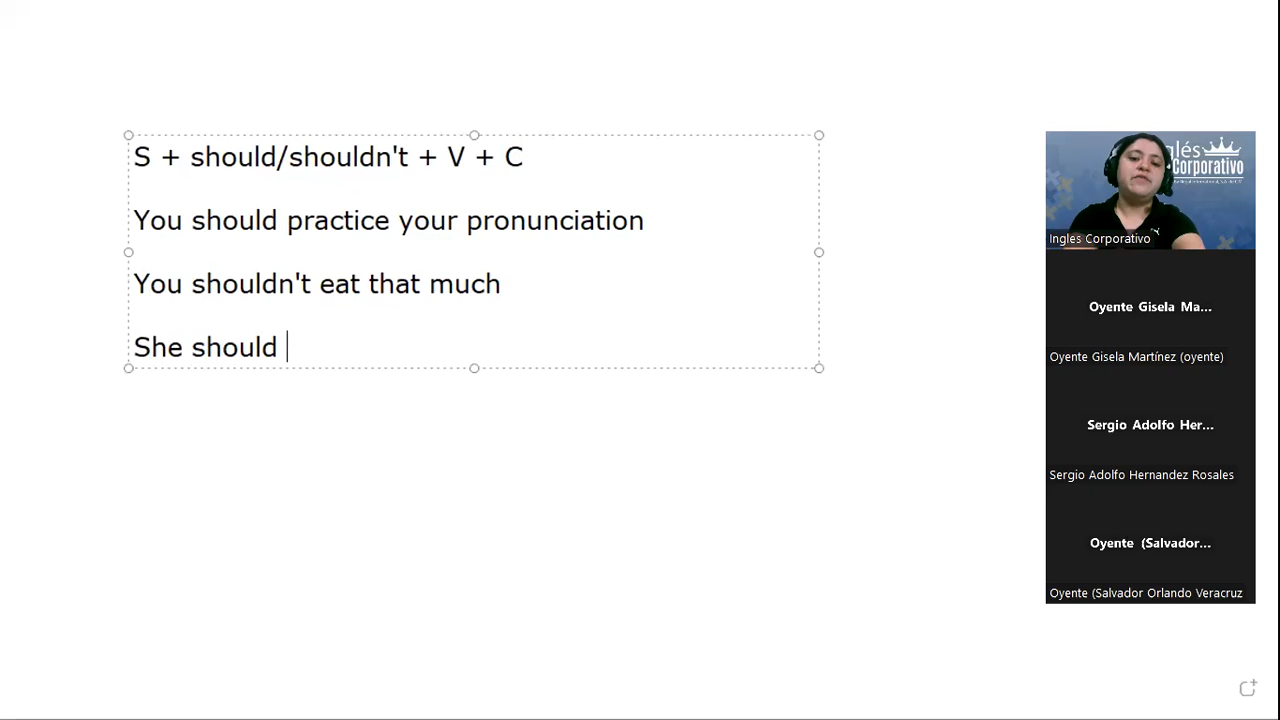 S + should/shouldn't + V + C
You should practice your pronunciation
You shouldn't eat that much
She should
glés
Corporativo
Ingles Corporativo
Oyente Gisela Ma...
Oyente Gisela Martínez (oyente)
Sergio Adolfo Her...
Sergio Adolfo Hernandez Rosales
Oyente (Salvador...
Oyente (Salvador Orlando Veracruz